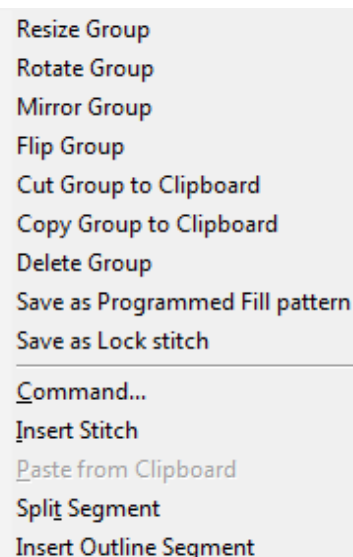 Resize Group
Rotate Group
Mirror Group
Flip Group
Cut Group to Clipboard
Copy Group to Clipboard
Delete Group
Save as Programmed Fill pattern
Save as Lock stitch
Command...
Insert Stitch
Paste from Clipboard
Split Segment
Insert Outline Segment